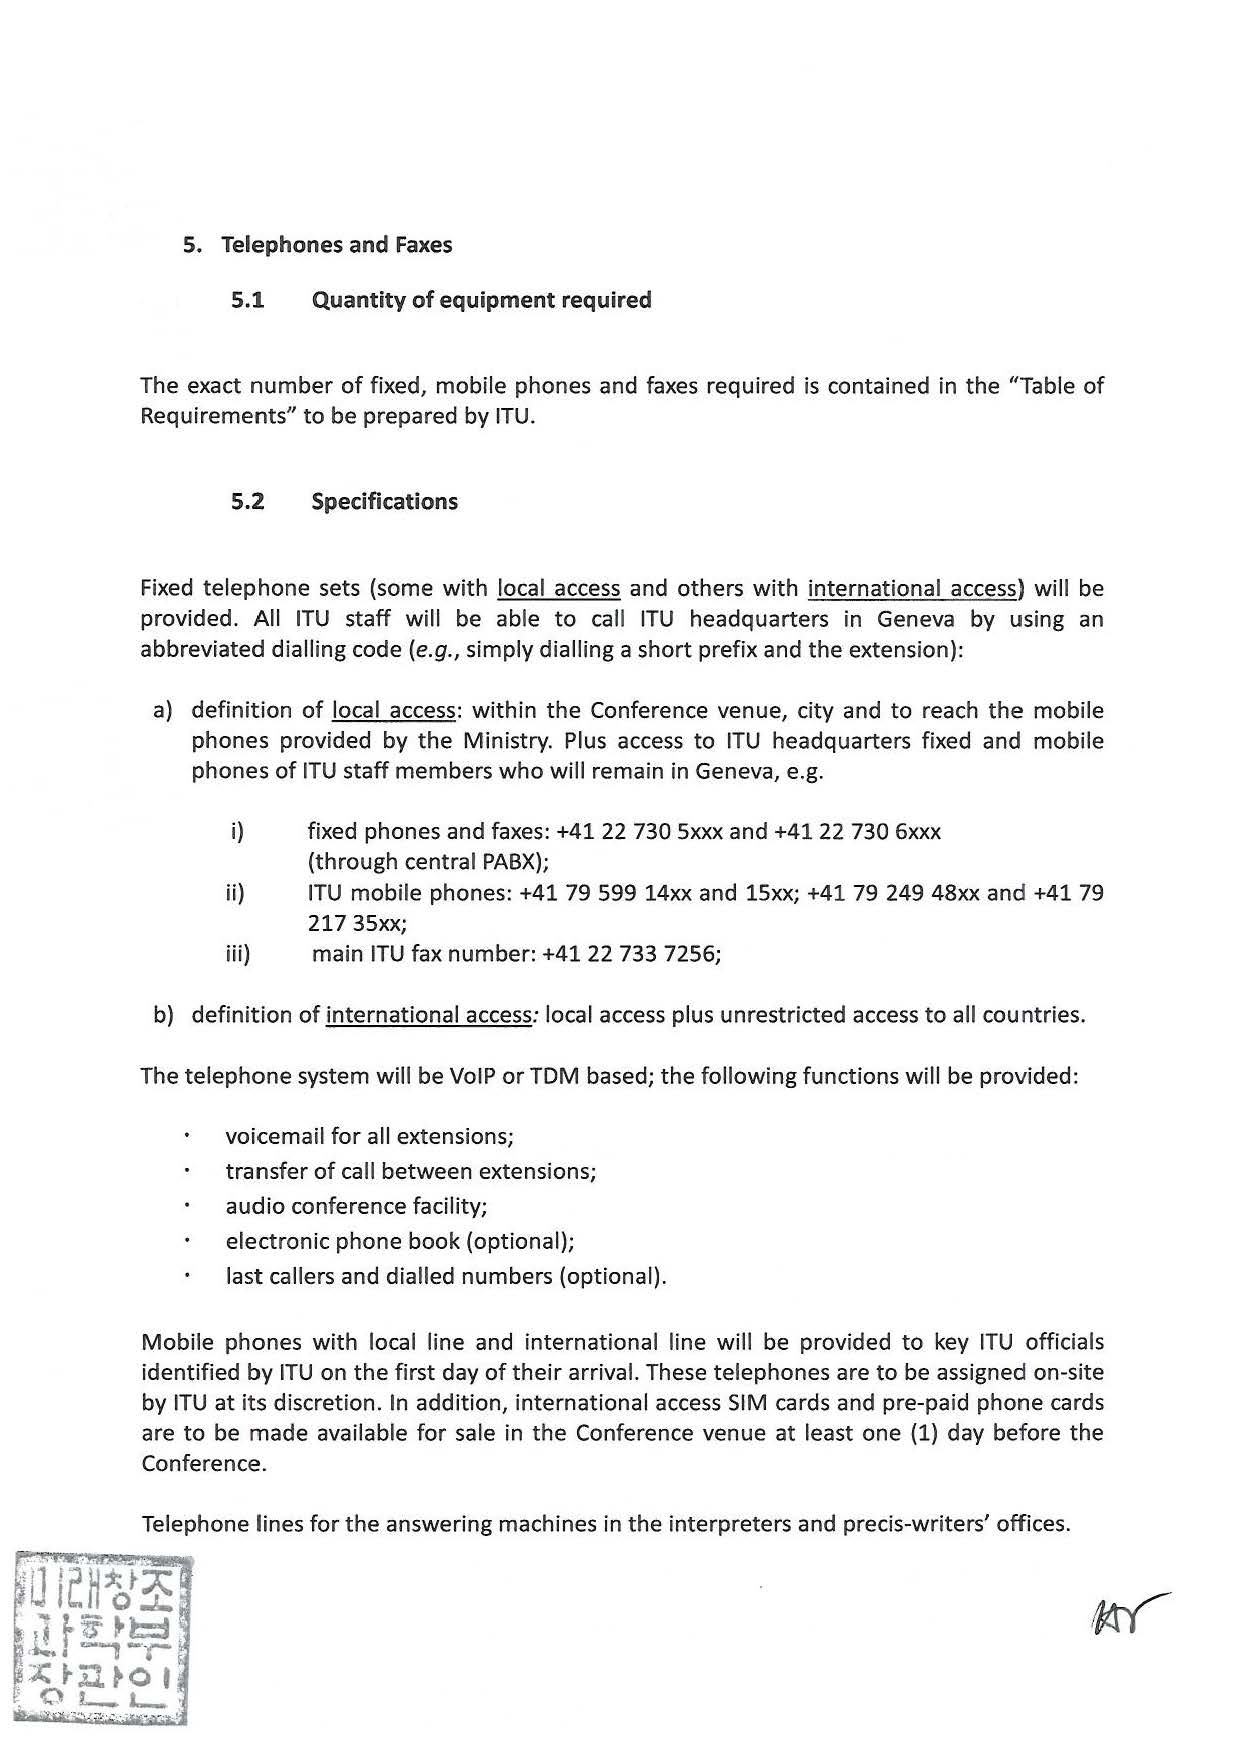 5. Telephones and Faxes
5.1 Quantity of equipment required
The exact number of fixed, mobile phones and faxes required is contained in the “Table of
Requirements” to be prepared by ITU.
5.2 Specifications
Fixed telephone sets (some with local access and others with international access) will be
provided. All ITU staff will be able to call ITU headquarters in Geneva by using an
abbreviated dialling code (e.g., simply dialling a short prefix and the extension):
a) definition of local access: within the Conference venue, city and to reach the mobile
phones provided by the Ministry. Plus access to ITU headquarters fixed and mobile
phones of ITU staff members who will remain in Geneva, e.g.
i) fixed phones and faxes: +41 22 730 5xxx and +41 22 730 6xxx
(through central PABX);
ii) ITU mobile phones: +41 79 599 14xx and 15xx; +41 79 249 48xx and +41 79
217 35xx;
iii) main ITU fax number: +41 22 733 7256;
b) definition of international access: local access plus unrestricted access to all countries.
The telephone system will be VoIP or TDM based; the following functions will be provided:
· voicemail for all extensions;
· transfer of call between extensions;
· audio conference facility;
· electronic phone book (optional);
· last callers and dialled numbers (optional).
Mobile phones with local line and international line will be provided to key ITU officials
identified by ITU on the first day of their arrival. These telephones are to be assigned on-site
by ITU at its discretion. In addition, international access SIM cards and pre-paid phone cards
are to be made available for sale in the Conference venue at least one (1) day before the
Conference.
Telephone lines for the answering machines in the interpreters and precis-writers’ offices.
미래창조
과학부
장관인